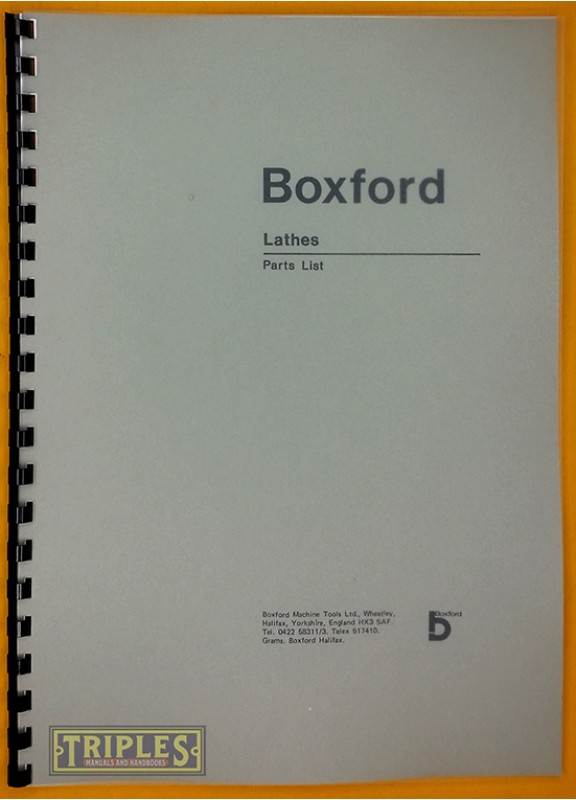 Boxford
Lathes
Parts List
Boxford Machine Tools Ltd., Wheatley,
Halifax, Yorkshire, England HX3 5AF.
Tel. 0422 58311/3. Telex 517410.
Grams. Boxford Halifax.
Boxford
TRIPLES
MANUALS AND HANDBOOKS